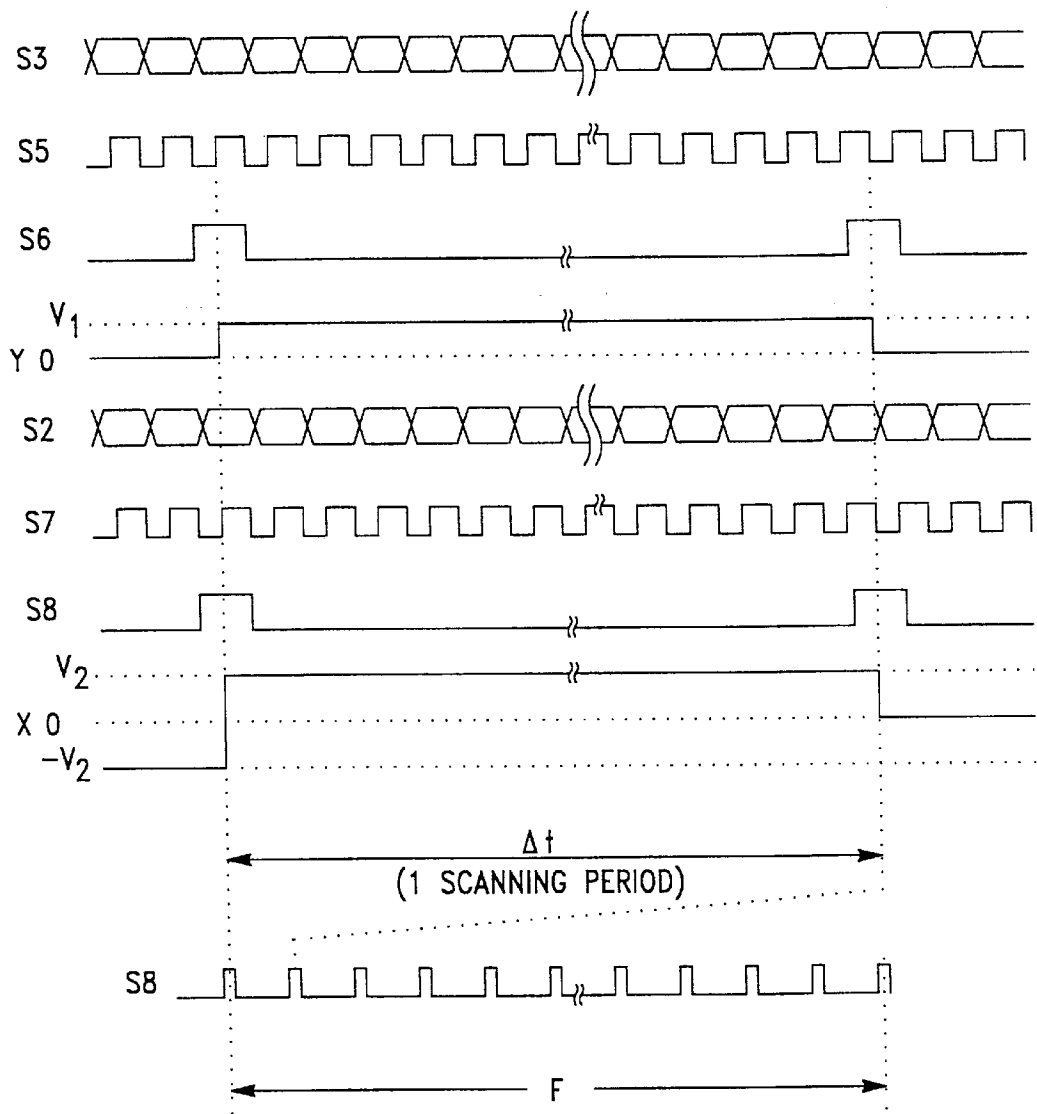 S3
S5
S6
V1
Y 0
S2
S7
S8
V2
X 0
-V2
Δt
(1 SCANNING PERIOD)
S8
F